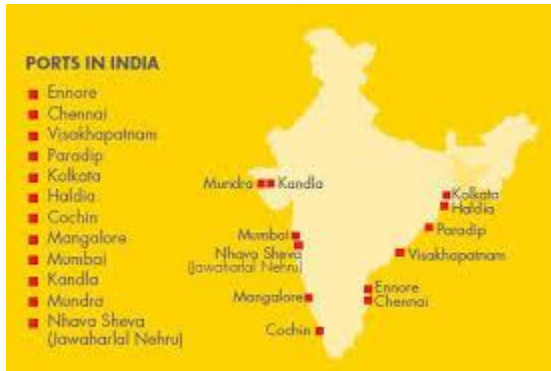 PORTS IN INDIA
Ennore
Chennai
Visakhapatnam
Paradip
Kolkata
Haldia
Cochin
Mangalore
Mumbai
Kandla
Mundra
Nhava Sheva
(Jawaharlal Nehru)
Mundra
Kandla
Kolkata
Haldia
Paradip
Mumbai
Nhava Sheva
(Jawaharlal Nehru)
Visakhapatnam
Ennore
Mangalore
Chennai
Cochin